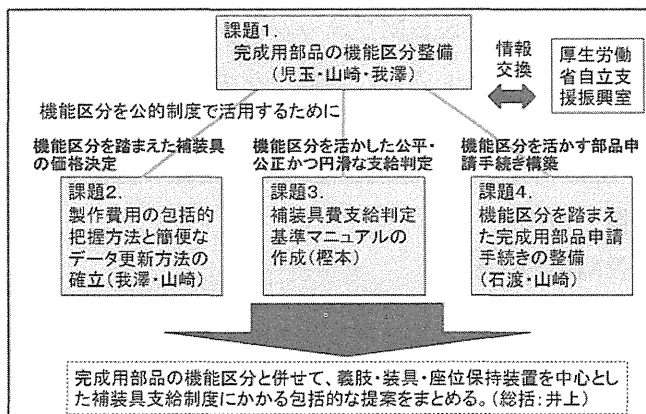 課題1.
完成用部品の機能区分整備
(児玉・山崎・我澤)
情報
交換
厚生労働
省自立支
援振興室
機能区分を公的制度で活用するために
機能区分を踏まえた補装具
の価格決定
機能区分を活かした公平・
公正かつ円滑な支給判定
機能区分を活かす部品申
請手続き構築
課題2.
製作費用の包括的
把握方法と簡便な
データ更新方法の
確立(我澤・山崎)
課題3.
補装具費支給判定
基準マニュアルの
作成(樫本)
課題4.
機能区分を踏まえ
た完成用部品申請
手続きの整備
(石渡・山崎)
完成用部品の機能区分と併せて、義肢・装具・座位保持装置を中心とし
た補装具支給制度にかかる包括的な提案をまとめる。(総括:井上)